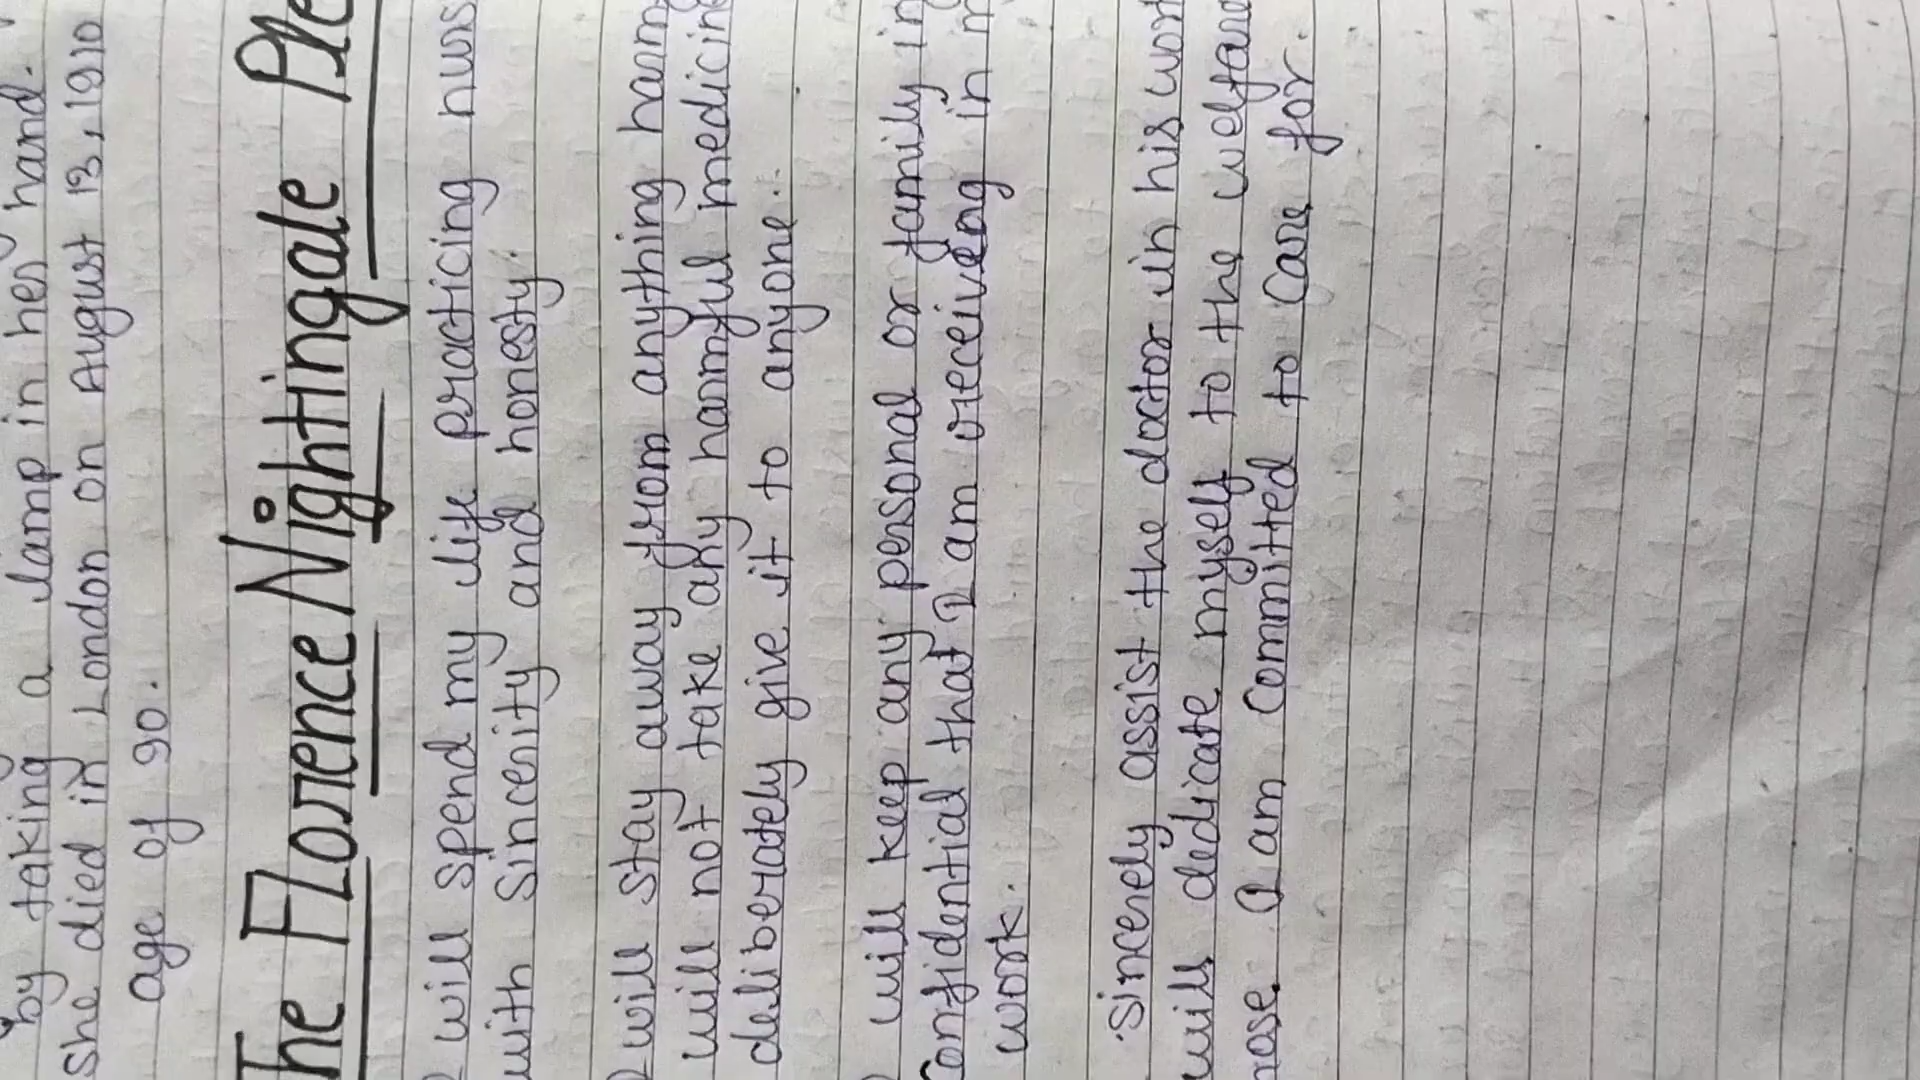 by taking a lamp in her hand.
she died in London on August 13, 1910
age of 90.
The Florence Nightingale Ple
I will spend my life practicing nurs
with sincerity and honesty.
I will stay away from anything harm
will not take any harmful medicin
deliberately give it to anyone.
I will keep any personal or family in
Confidential that I am receiveng in m
work.
Sincerely assist the doctor in his work
will dedicate myself to the welfare
hose I am Committed to Care for.